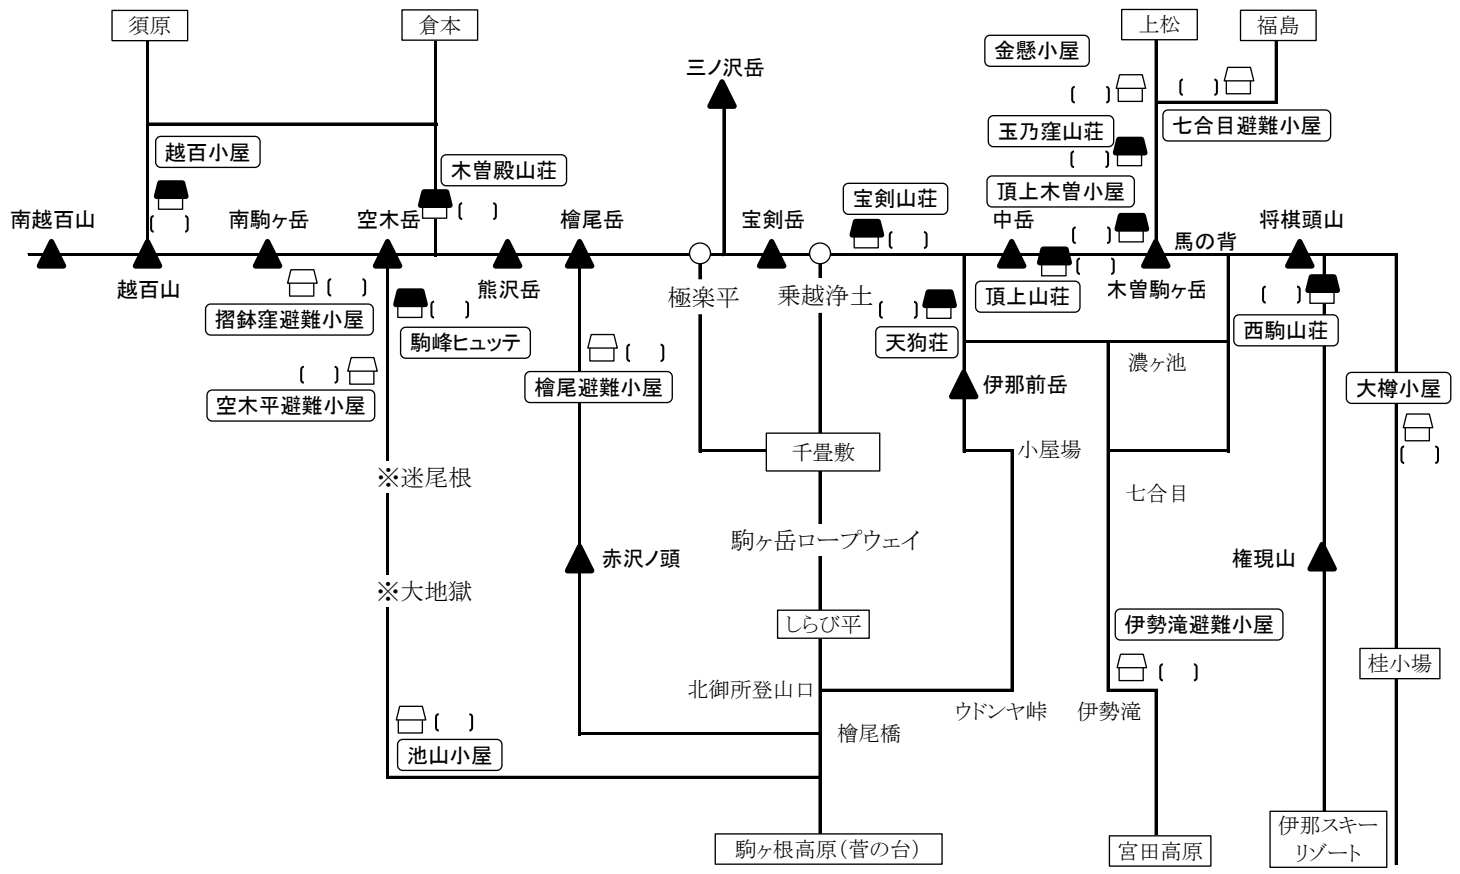 須原
倉本
上松
福島
金懸小屋
三ノ沢岳
( )
( )
七合目避難小屋
玉乃窪山荘
( )
越百小屋
木曽殿山荘
頂上木曽小屋
宝剣山荘
( )
( )
南越百山
南駒ヶ岳
空木岳
檜尾岳
宝剣岳
( )
中岳
( )
馬の背
将棋頭山
越百山
( )
熊沢岳
極楽平
乗越浄土
頂上山荘
( )
木曽駒ヶ岳
( )
摺鉢窪避難小屋
( )
駒峰ヒュッテ
( )
天狗荘
西駒山荘
( )
檜尾避難小屋
濃ヶ池
( )
空木平避難小屋
伊那前岳
大樽小屋
( )
千畳敷
小屋場
※迷尾根
七合目
駒ヶ岳ロープウェイ
赤沢ノ頭
権現山
※大地獄
しらび平
伊勢滝避難小屋
( )
桂小場
北御所登山口
ウドンヤ峠
伊勢滝
( )
檜尾橋
池山小屋
駒ヶ根高原(菅の台)
宮田高原
伊那スキー
リゾート